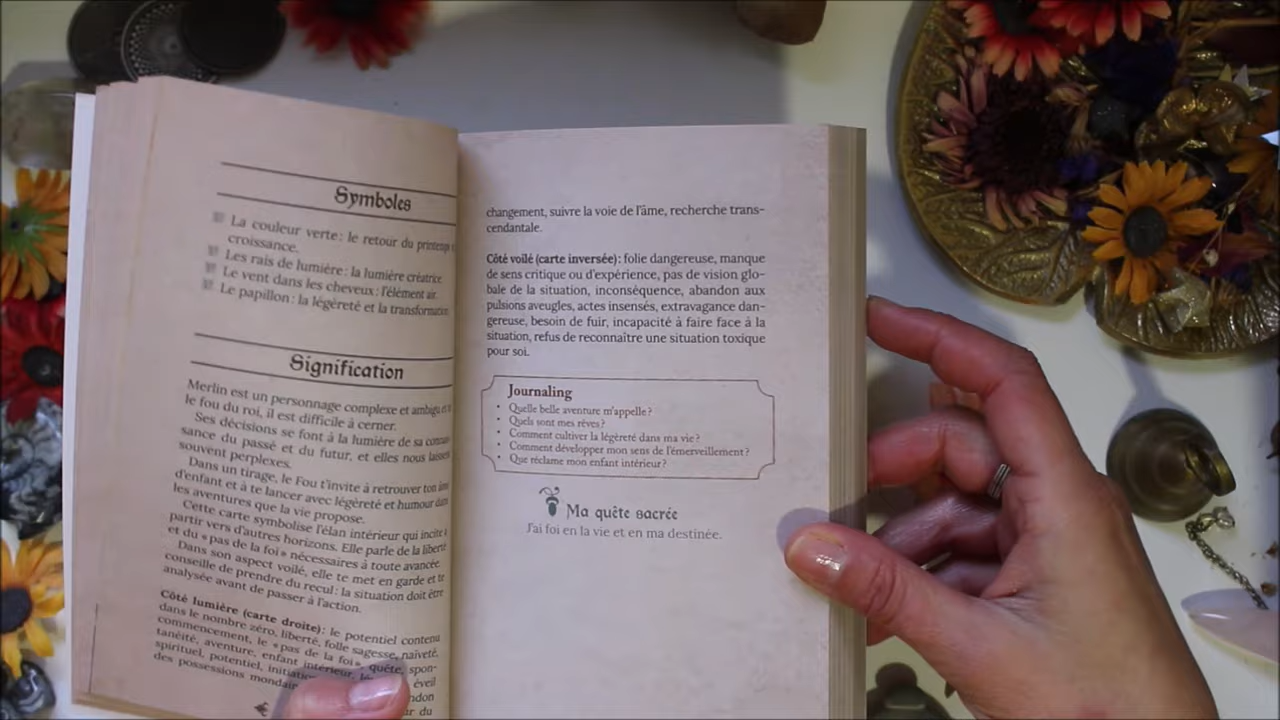 Symboles
La couleur verte : le retour du printemps
croissance.
Les rais de lumière : la lumière créatrice.
Le vent dans les cheveux : l'élément air.
Le papillon : la légèreté et la transformation
Signification
Merlin est un personnage complexe et ambigu
le fou du roi, il est difficile à cerner.
Ses décisions se font à la lumière de sa
sance du passé et du futur, et elles nous
souvent perplexes.
Dans un tirage, le Fou t'invite à retrouver ton
d'enfant et à te lancer avec légèreté et humour dans
les aventures que la vie propose.
Cette carte symbolise l'élan intérieur qui incite à
partir vers d'autres horizons. Elle parle de la liberté
et du « pas de la foi » nécessaires à toute avancée.
Dans son aspect voilé, elle te met en garde et te
conseille de prendre du recul : la situation doit être
analysée avant de passer à l'action.
Côté lumière (carte droite) : le potentiel contenu
dans le nombre zéro, liberté, folle sagesse, naïveté,
commencement, le « pas de la foi », quête, spon-
tanéité, aventure, enfant intérieur,
spirituel, potentiel, éveil
des possessions
changement, suivre la voie de l'âme, recherche trans-
cendantale.
Côté voilé (carte inversée) : folie dangereuse, manque
de sens critique ou d'expérience, pas de vision glo-
bale de la situation, inconséquence, abandon aux
pulsions aveugles, actes insensés, extravagance dan-
gereuse, besoin de fuir, incapacité à faire face à la
situation, refus de reconnaître une situation toxique
pour soi.
Journaling
• Quelle belle aventure m'appelle ?
• Quels sont mes rêves ?
• Comment cultiver la légèreté dans ma vie ?
• Comment développer mon sens de l'émerveillement ?
• Que réclame mon enfant intérieur ?
Ma quête sacrée
J'ai foi en la vie et en ma destinée.